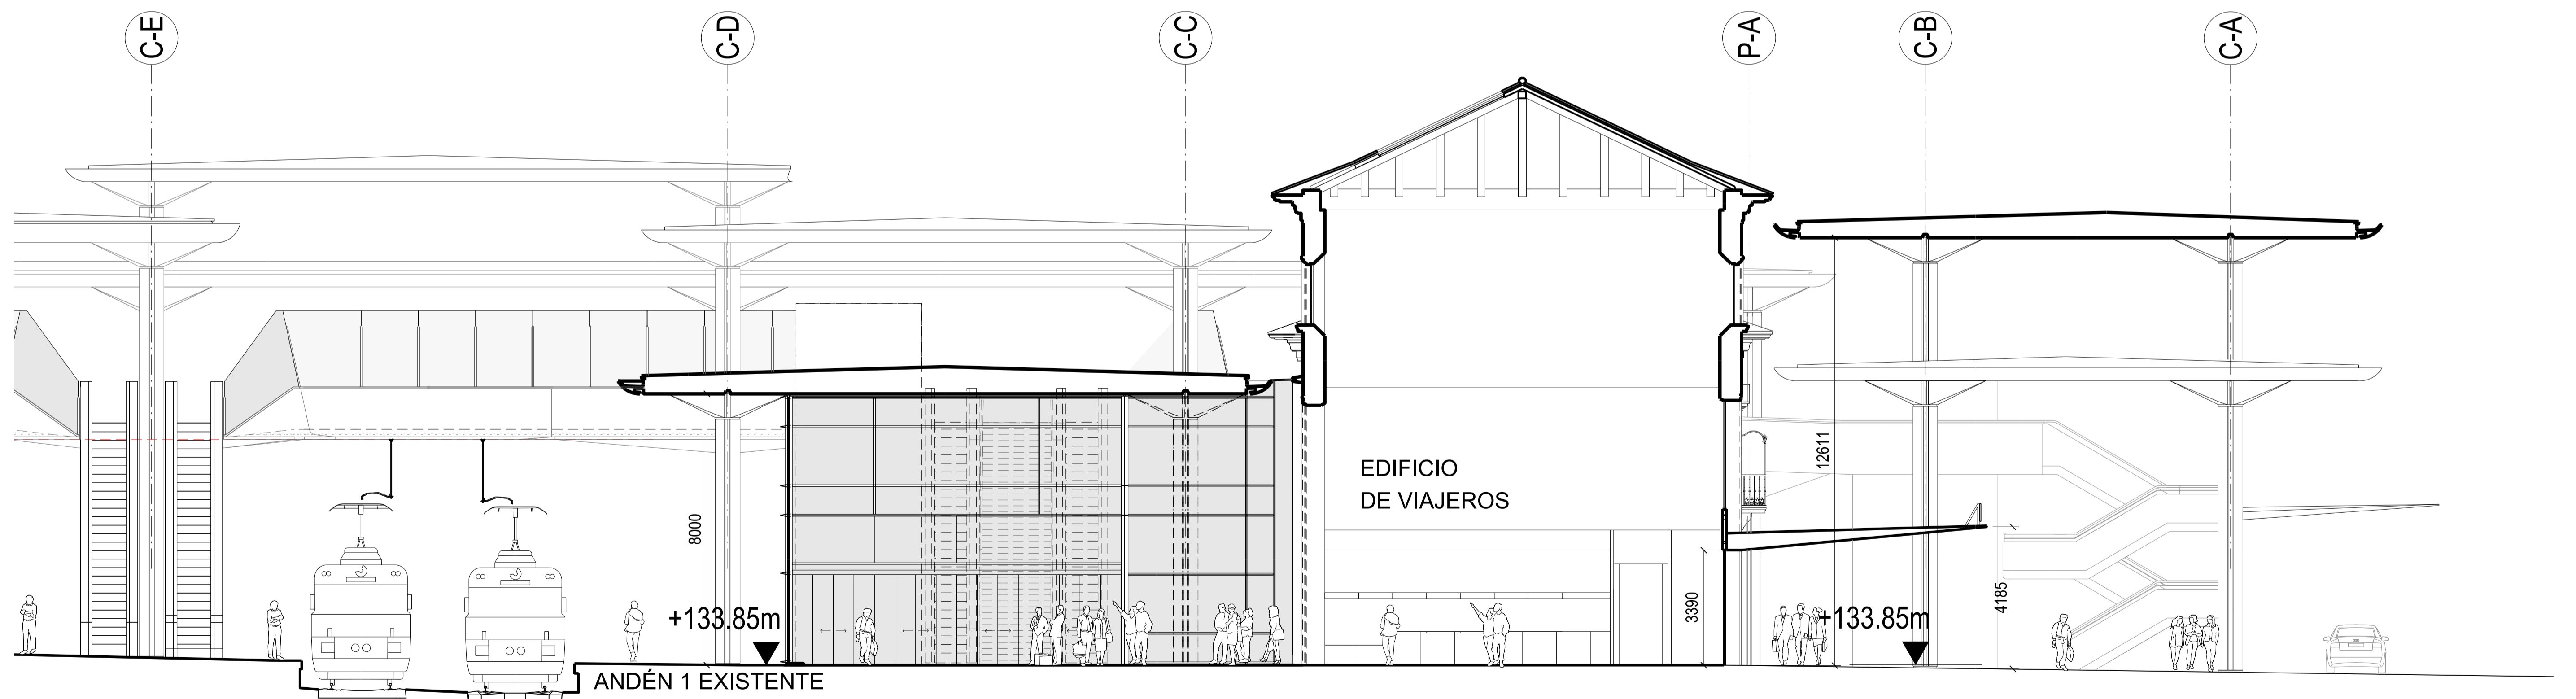 C-E
C-D
C-C
P-A
C-B
C-A
12611
EDIFICIO
DE VIAJEROS
8000
3390
4185
+133.85m
+133.85m
ANDÉN 1 EXISTENTE